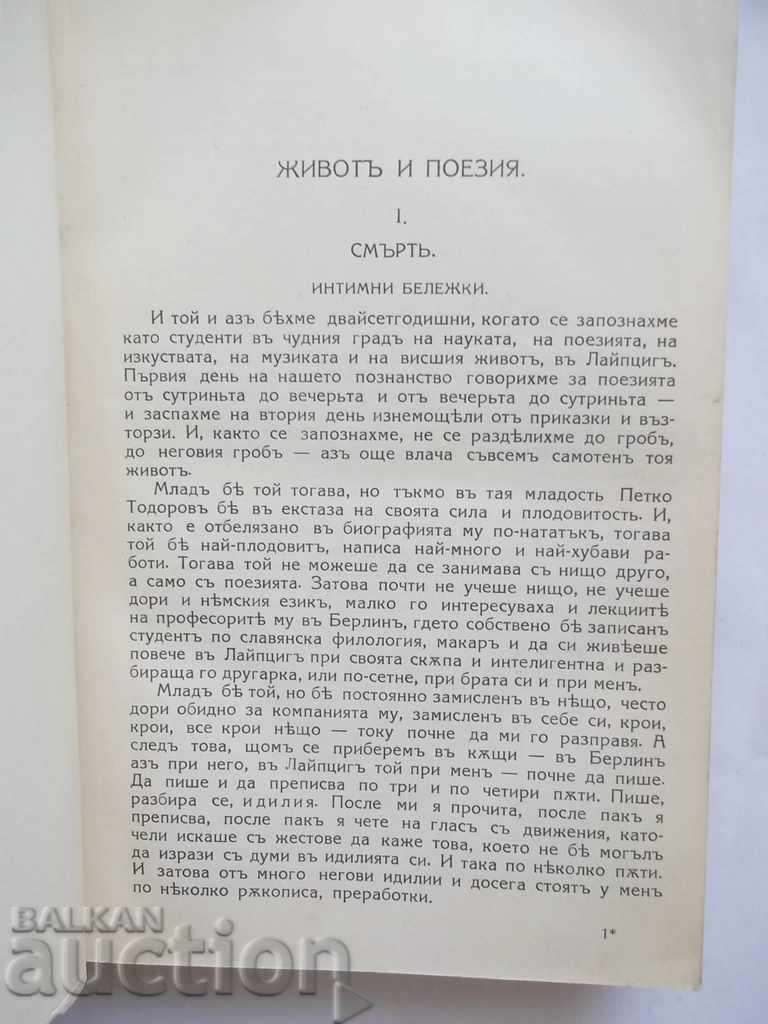 ЖИВОТЪ И ПОЕЗИЯ.
I.
СМЪРТЬ.
ИНТИМНИ БЕЛЕЖКИ.
И той и азъ бѣхме двайсетгодишни, когато се запознахме
като студенти въ чудния градъ на науката, на поезията, на
изкуствата, на музиката и на висшия животъ, въ Лайпцигъ.
Първия день на нашето познанство говорихме за поезията
отъ сутриньта до вечерьта и отъ вечерьта до сутриньта —
и заспахме на втория день изнемощѣли отъ приказки и въз-
торзи. И, както се запознахме, не се раздѣлихме до гробъ,
до неговия гробъ — азъ още влача съвсемъ самотенъ тоя
животъ.
Младъ бѣ той тогава, но тъкмо въ тая младость Петко
Тодоровъ бѣ въ екстаза на своята сила и плодовитость. И,
както е отбелязано въ биографията му по-нататъкъ, тогава
той бѣ най-плодовитъ, написа най-много и най-хубави ра-
боти. Тогава той не можеше да се занимава съ нищо друго,
а само съ поезията. Затова почти не учеше нищо, не учеше
дори и нѣмския езикъ, малко го интересуваха и лекциитѣ
на професоритѣ му въ Берлинъ, гдето собствено бѣ записанъ
студентъ по славянска филология, макаръ и да си живѣеше
повече въ Лайпцигъ при своята скѫпа и интелигентна и раз-
бираща го другарка, или по-сетне, при брата си и при менъ.
Младъ бѣ той, но бѣ постоянно замисленъ въ нѣщо, често
дори обидно за компанията му, замисленъ въ себе си, крои,
крои, все крои нѣщо — току почне да ми го разправя. А
следъ това, щомъ се приберемъ въ кѫщи — въ Берлинъ
азъ при него, въ Лайпцигъ той при менъ — почне да пише.
Да пише и да преписва по три и по четири пѫти. Пише,
разбира се, идилия. После ми я прочита, после пакъ я
преписва, после пакъ я чете на гласъ съ движения, като-
чели искаше съ жестове да каже това, което не бѣ могълъ
да изрази съ думи въ идилията си. И така по нѣколко пѫти.
И затова отъ много негови идилии и досега стоятъ у менъ
по нѣколко рѫкописа, преработки.
1*
BALKAN
auction